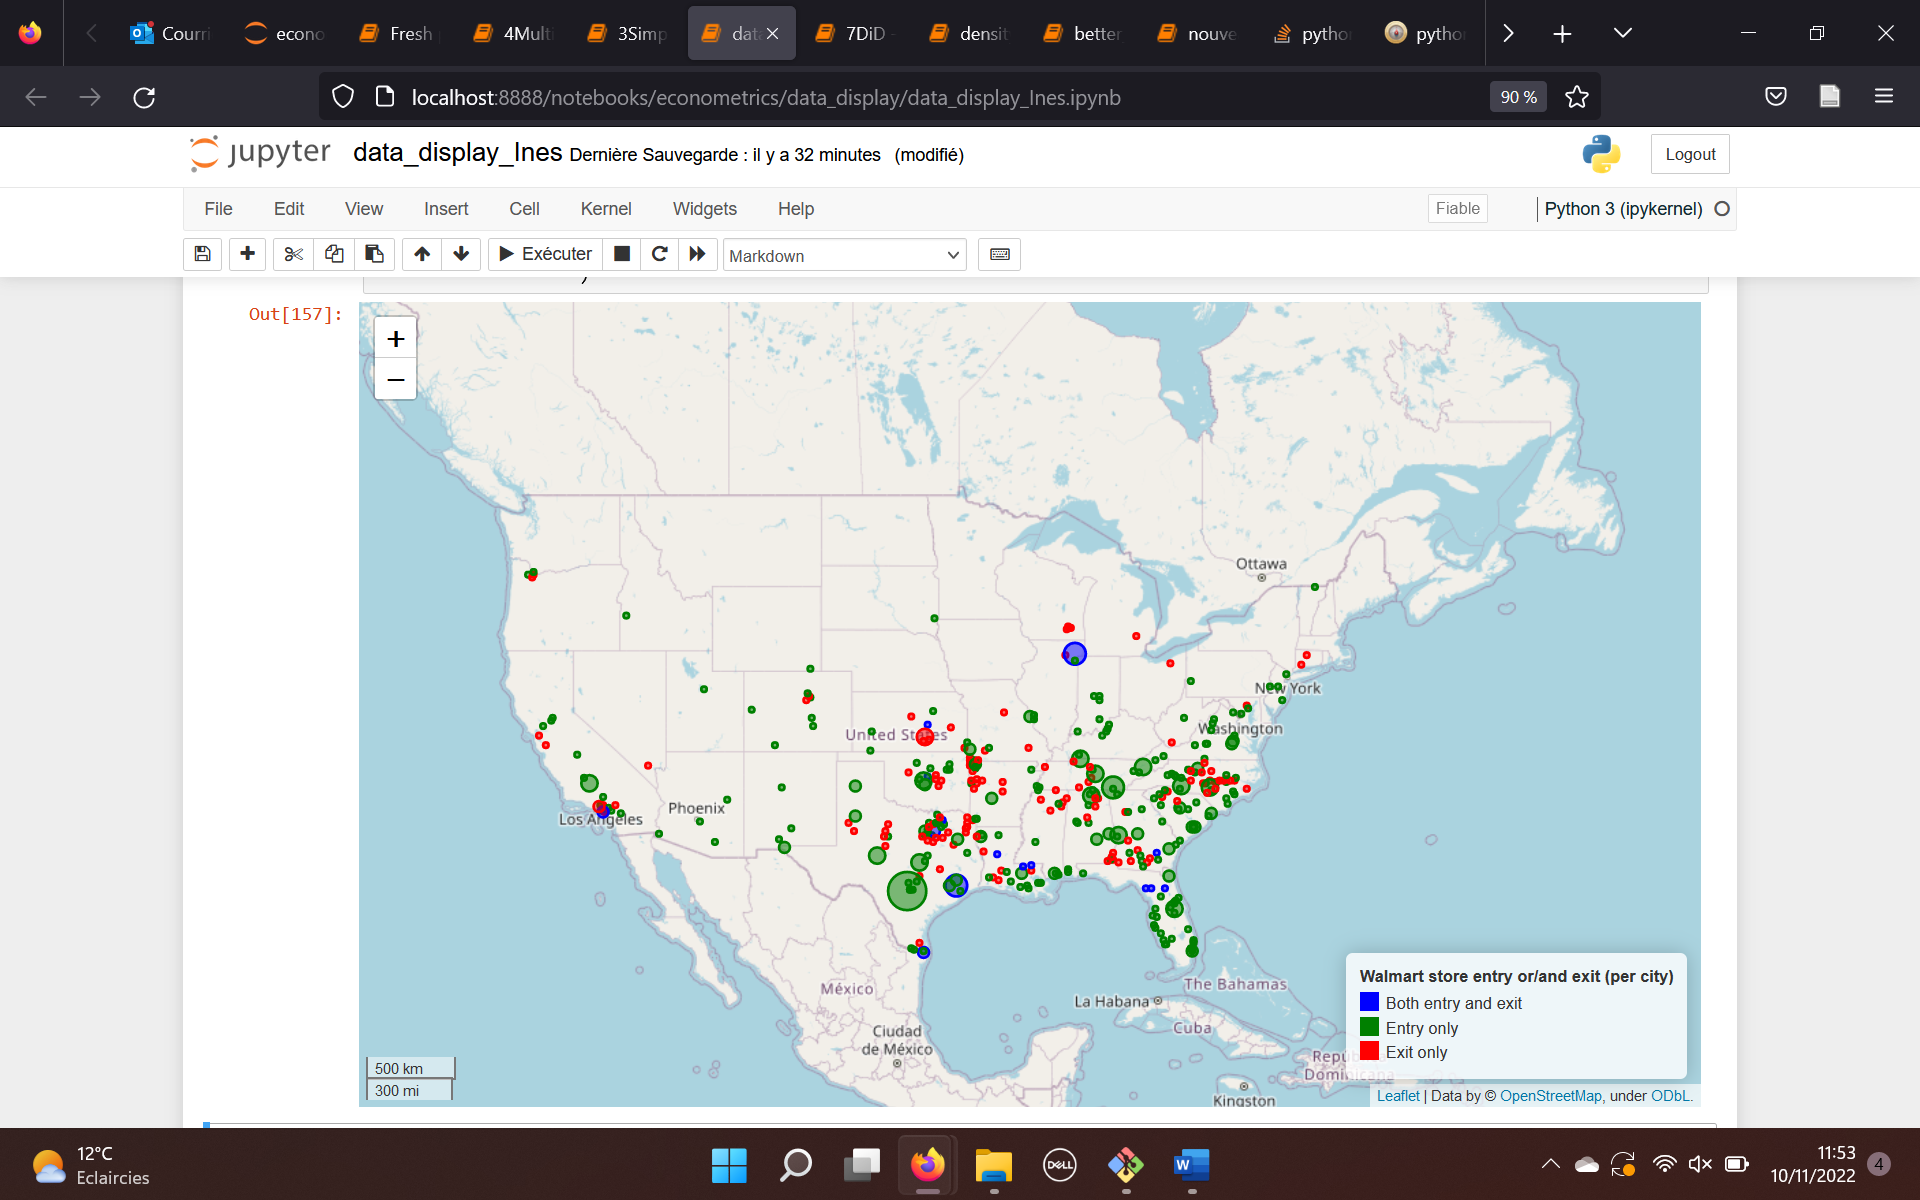 Courri
econo
Fresh
4Multi
3Simp
data
7DiD -
densit
better
nouve
pytho
pytho
localhost:8888/notebooks/econometrics/data_display/data_display_Ines.ipynb
90 %
jupyter
data_display_Ines Dernière Sauvegarde : il y a 32 minutes (modifié)
Logout
File Edit View Insert Cell Kernel Widgets Help
Fiable
Python 3 (ipykernel)
Exécuter
Markdown
Out[157]:
+
−
Ottawa
New York
Washington
United States
Phoenix
Los Angeles
México
La Habana
The Bahamas
Cuba
Ciudad
de México
Repú
Dominicana
Kingston
Walmart store entry or/and exit (per city)
Both entry and exit
Entry only
Exit only
500 km
300 mi
Leaflet | Data by © OpenStreetMap, under ODbL.
12°C
Eclaircies
DELL
W
11:53
10/11/2022
4